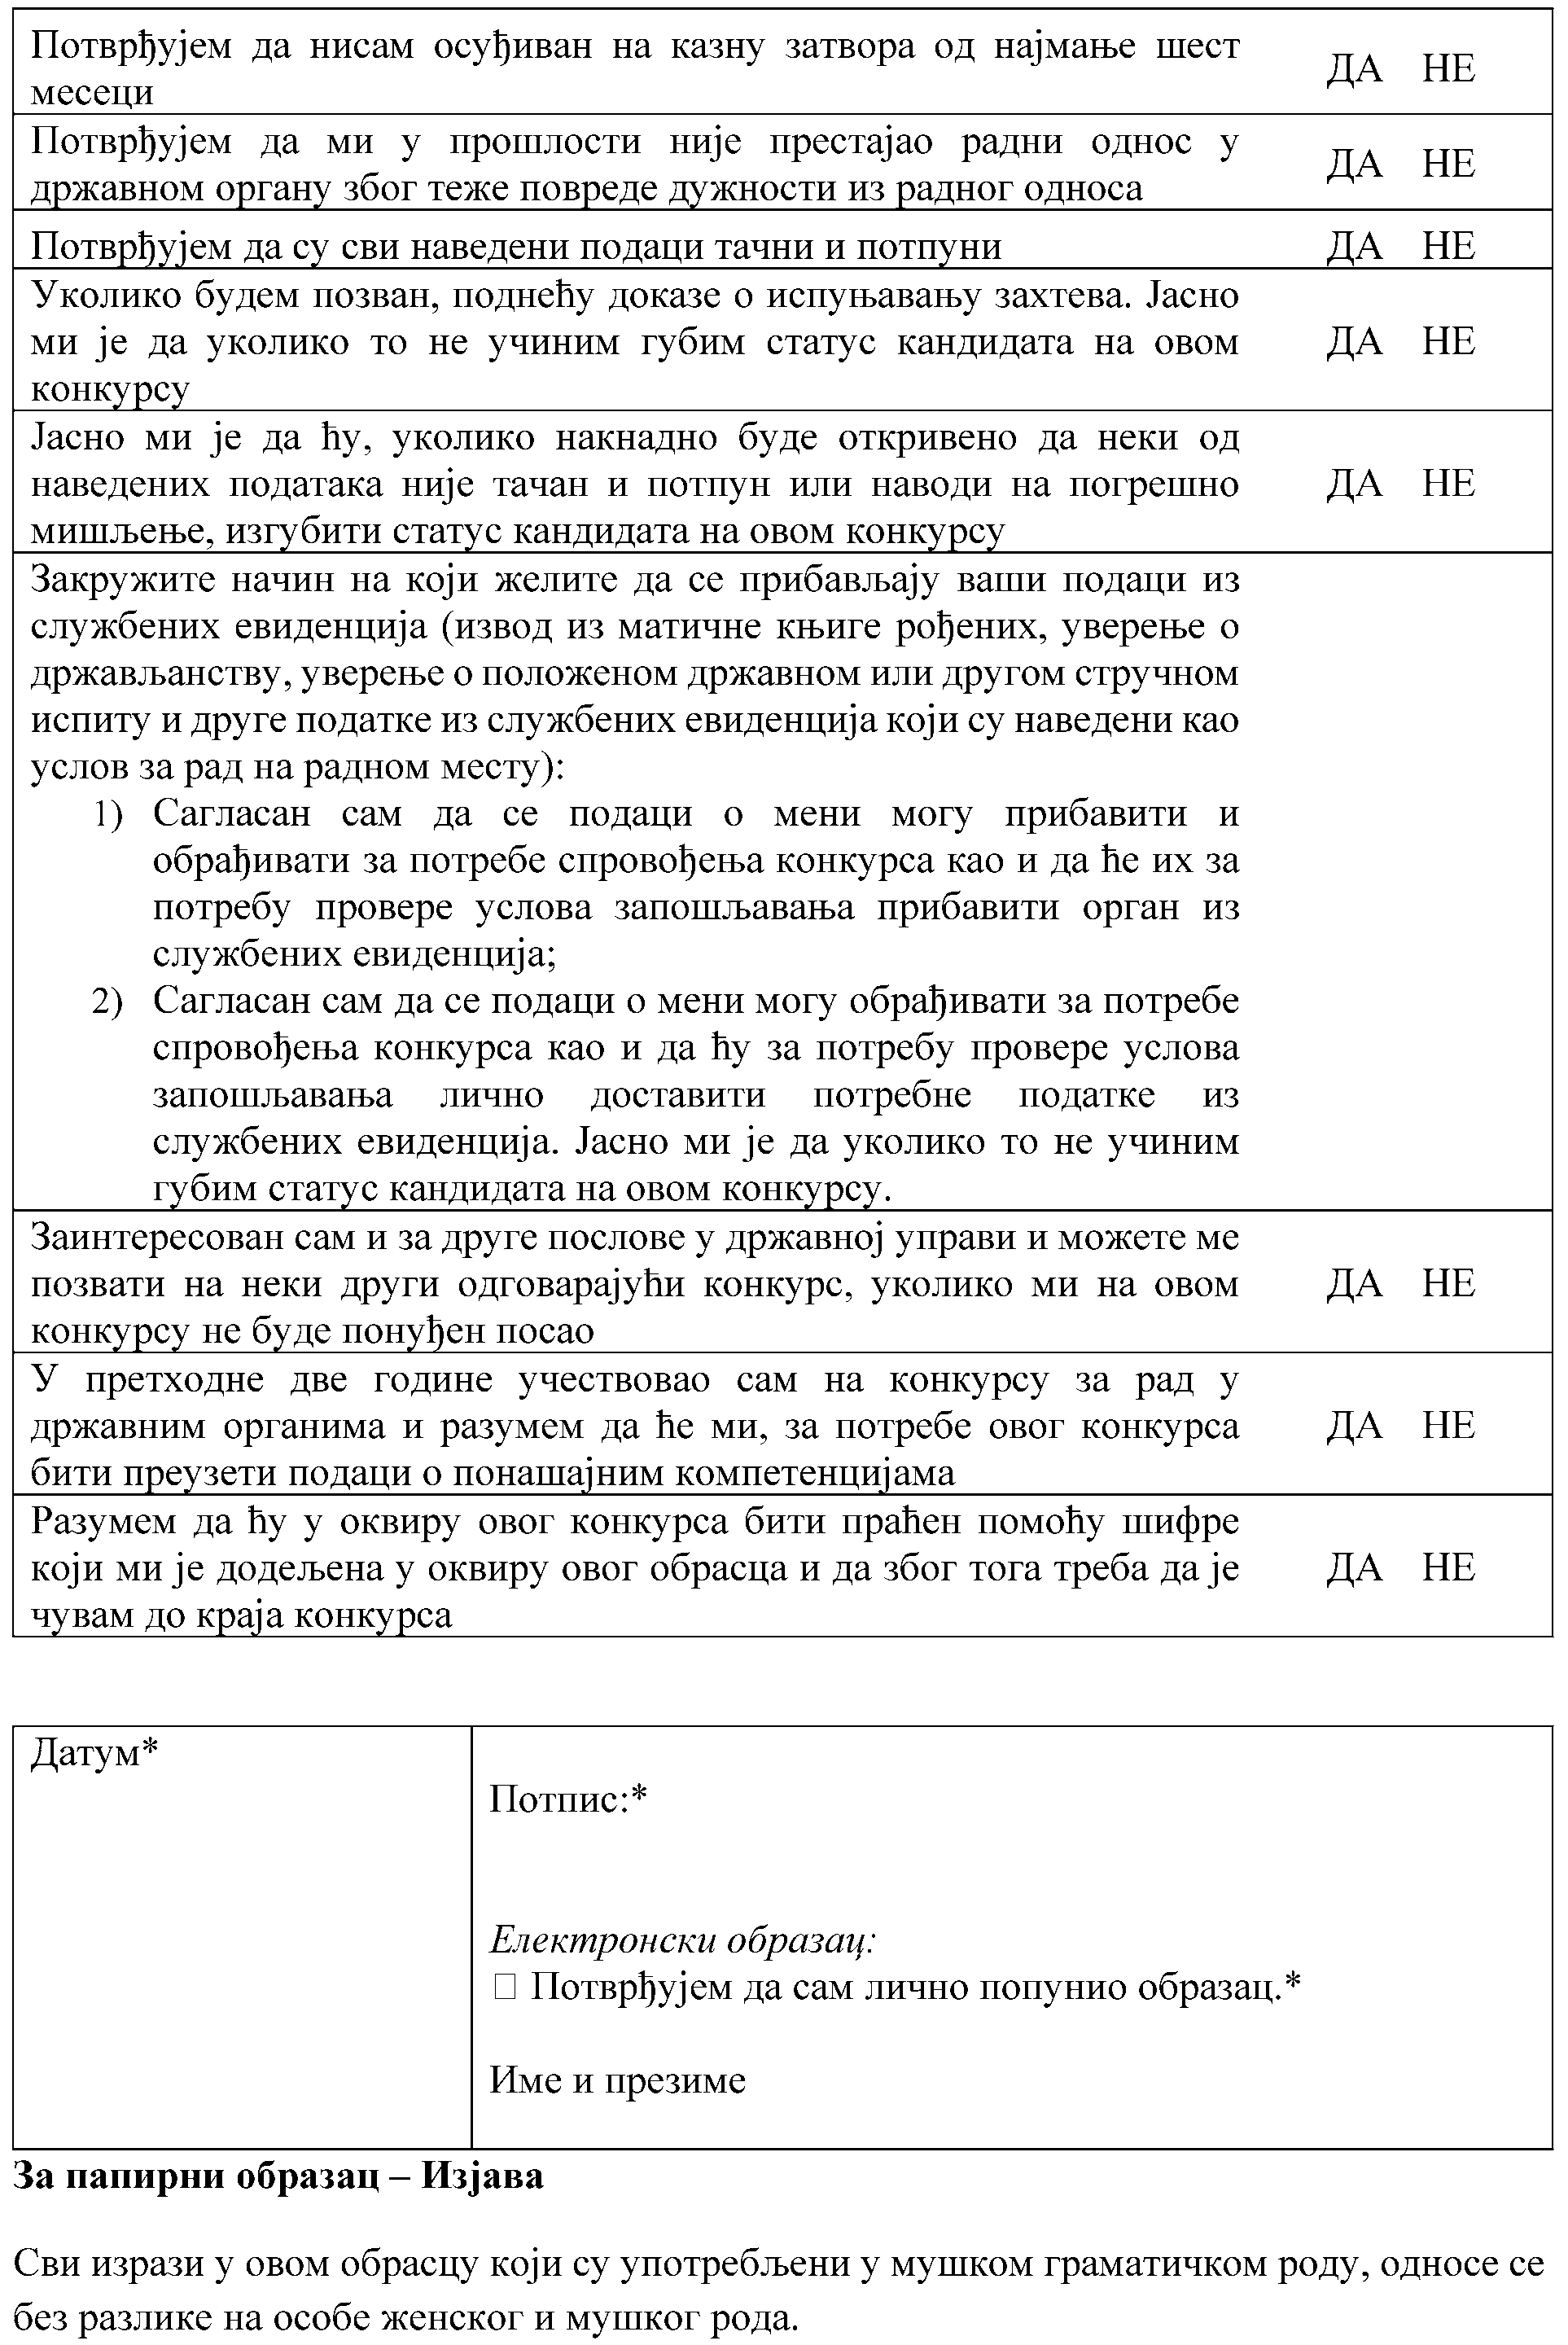 Потврђујем да нисам осуђиван на казну затвора од најмање шест
месеци
ДА НЕ
Потврђујем да ми у прошлости није престајао радни однос у
државном органу због теже повреде дужности из радног односа
ДА НЕ
Потврђујем да су сви наведени подаци тачни и потпуни
ДА НЕ
Уколико будем позван, поднећу доказе о испуњавању захтева. Јасно
ми је да уколико то не учиним губим статус кандидата на овом
конкурсу
ДА НЕ
Јасно ми је да ћу, уколико накнадно буде откривено да неки од
наведених података није тачан и потпун или наводи на погрешно
мишљење, изгубити статус кандидата на овом конкурсу
ДА НЕ
Закружите начин на који желите да се прибављају ваши подаци из
службених евиденција (извод из матичне књиге рођених, уверење о
држављанству, уверење о положеном државном или другом стручном
испиту и друге податке из службених евиденција који су наведени као
услов за рад на радном месту):
1) Сагласан сам да се подаци о мени могу прибавити и
обрађивати за потребе спровођења конкурса као и да ће их за
потребу провере услова запошљавања прибавити орган из
службених евиденција;
2) Сагласан сам да се подаци о мени могу обрађивати за потребе
спровођења конкурса као и да ћу за потребу провере услова
запошљавања лично доставити потребне податке из
службених евиденција. Јасно ми је да уколико то не учиним
губим статус кандидата на овом конкурсу.
Заинтересован сам и за друге послове у државној управи и можете ме
позвати на неки други одговарајући конкурс, уколико ми на овом
конкурсу не буде понуђен посао
ДА НЕ
У претходне две године учествовао сам на конкурсу за рад у
државним органима и разумем да ће ми, за потребе овог конкурса
бити преузети подаци о понашајним компетенцијама
ДА НЕ
Разумем да ћу у оквиру овог конкурса бити праћен помоћу шифре
који ми је додељена у оквиру овог обрасца и да због тога треба да је
чувам до краја конкурса
ДА НЕ
Датум*
Потпис:*
Електронски образац:
□ Потврђујем да сам лично попунио образац.*
Име и презиме
За папирни образац – Изјава
Сви изрази у овом обрасцу који су употребљени у мушком граматичком роду, односе се
без разлике на особе женског и мушког рода.